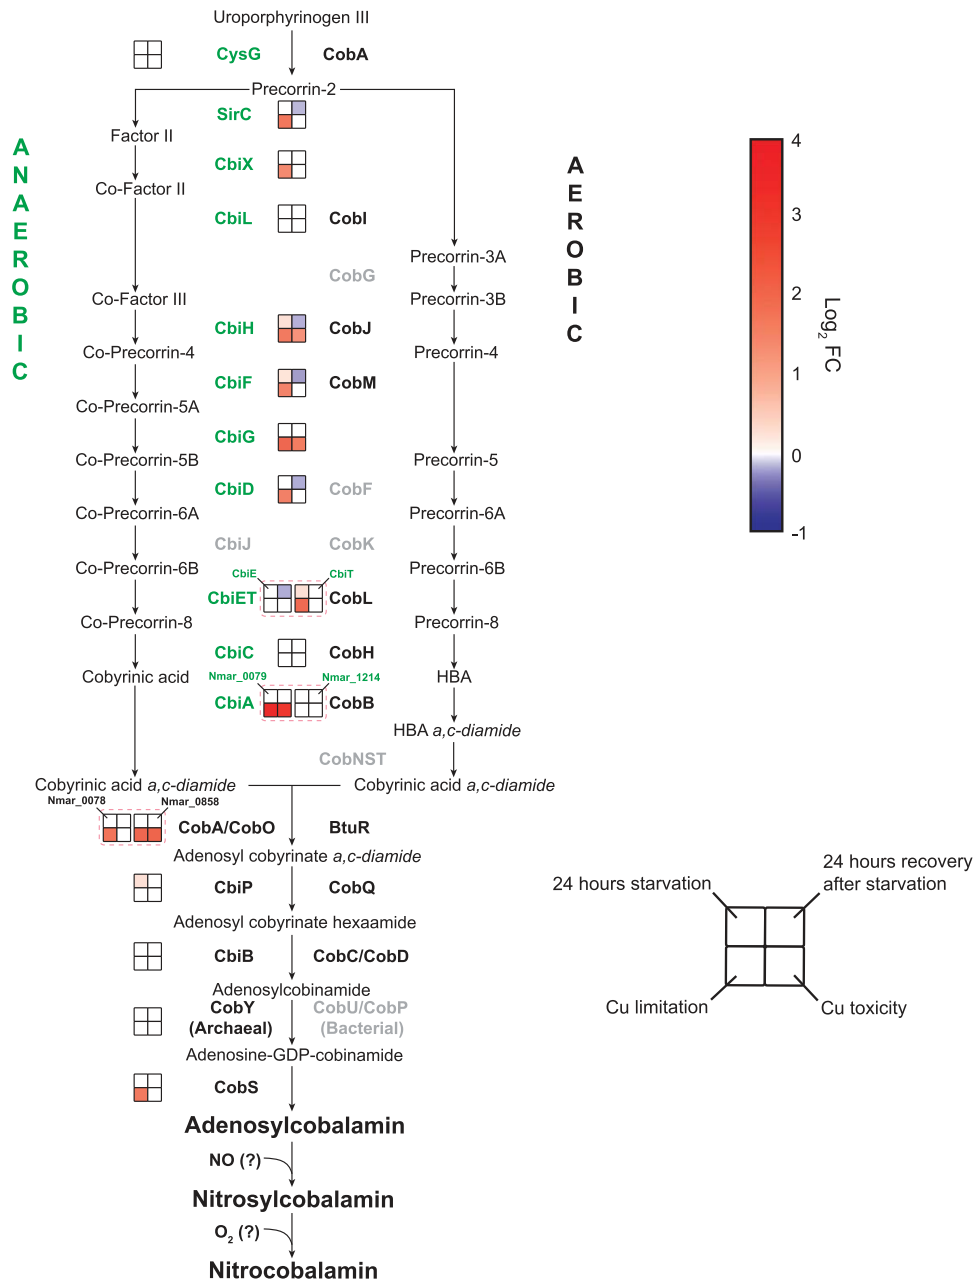 Uroporphyrinogen III
CysG
CobA
Precorrin-2
SirC
Factor II
CbiX
Co-Factor II
CbiL
CobI
Precorrin-3A
CobG
Co-Factor III
Precorrin-3B
CbiH
CobJ
Co-Precorrin-4
Precorrin-4
CbiF
CobM
Co-Precorrin-5A
CbiG
Co-Precorrin-5B
Precorrin-5
CbiD
CobF
Co-Precorrin-6A
Precorrin-6A
CbiJ
CobK
Co-Precorrin-6B
Precorrin-6B
CbiE
CbiT
CbiET
CobL
Co-Precorrin-8
Precorrin-8
CbiC
CobH
Cobyrinic acid
Nmar_0079
Nmar_1214
HBA
CbiA
CobB
HBA a,c-diamide
CobNST
Cobyrinic acid a,c-diamide
Cobyrinic acid a,c-diamide
Nmar_0078
Nmar_0858
CobA/CobO
BtuR
Adenosyl cobyrinate a,c-diamide
CbiP
CobQ
Adenosyl cobyrinate hexaamide
CbiB
CobC/CobD
Adenosylcobinamide
CobY
(Archaeal)
CobU/CobP
(Bacterial)
Adenosine-GDP-cobinamide
CobS
Adenosylcobalamin
NO (?)
Nitrosylcobalamin
O2 (?)
Nitrocobalamin
ANAEROBIC
AEROBIC
4
3
2
1
0
-1
Log2 FC
24 hours starvation
24 hours recovery
after starvation
Cu limitation
Cu toxicity